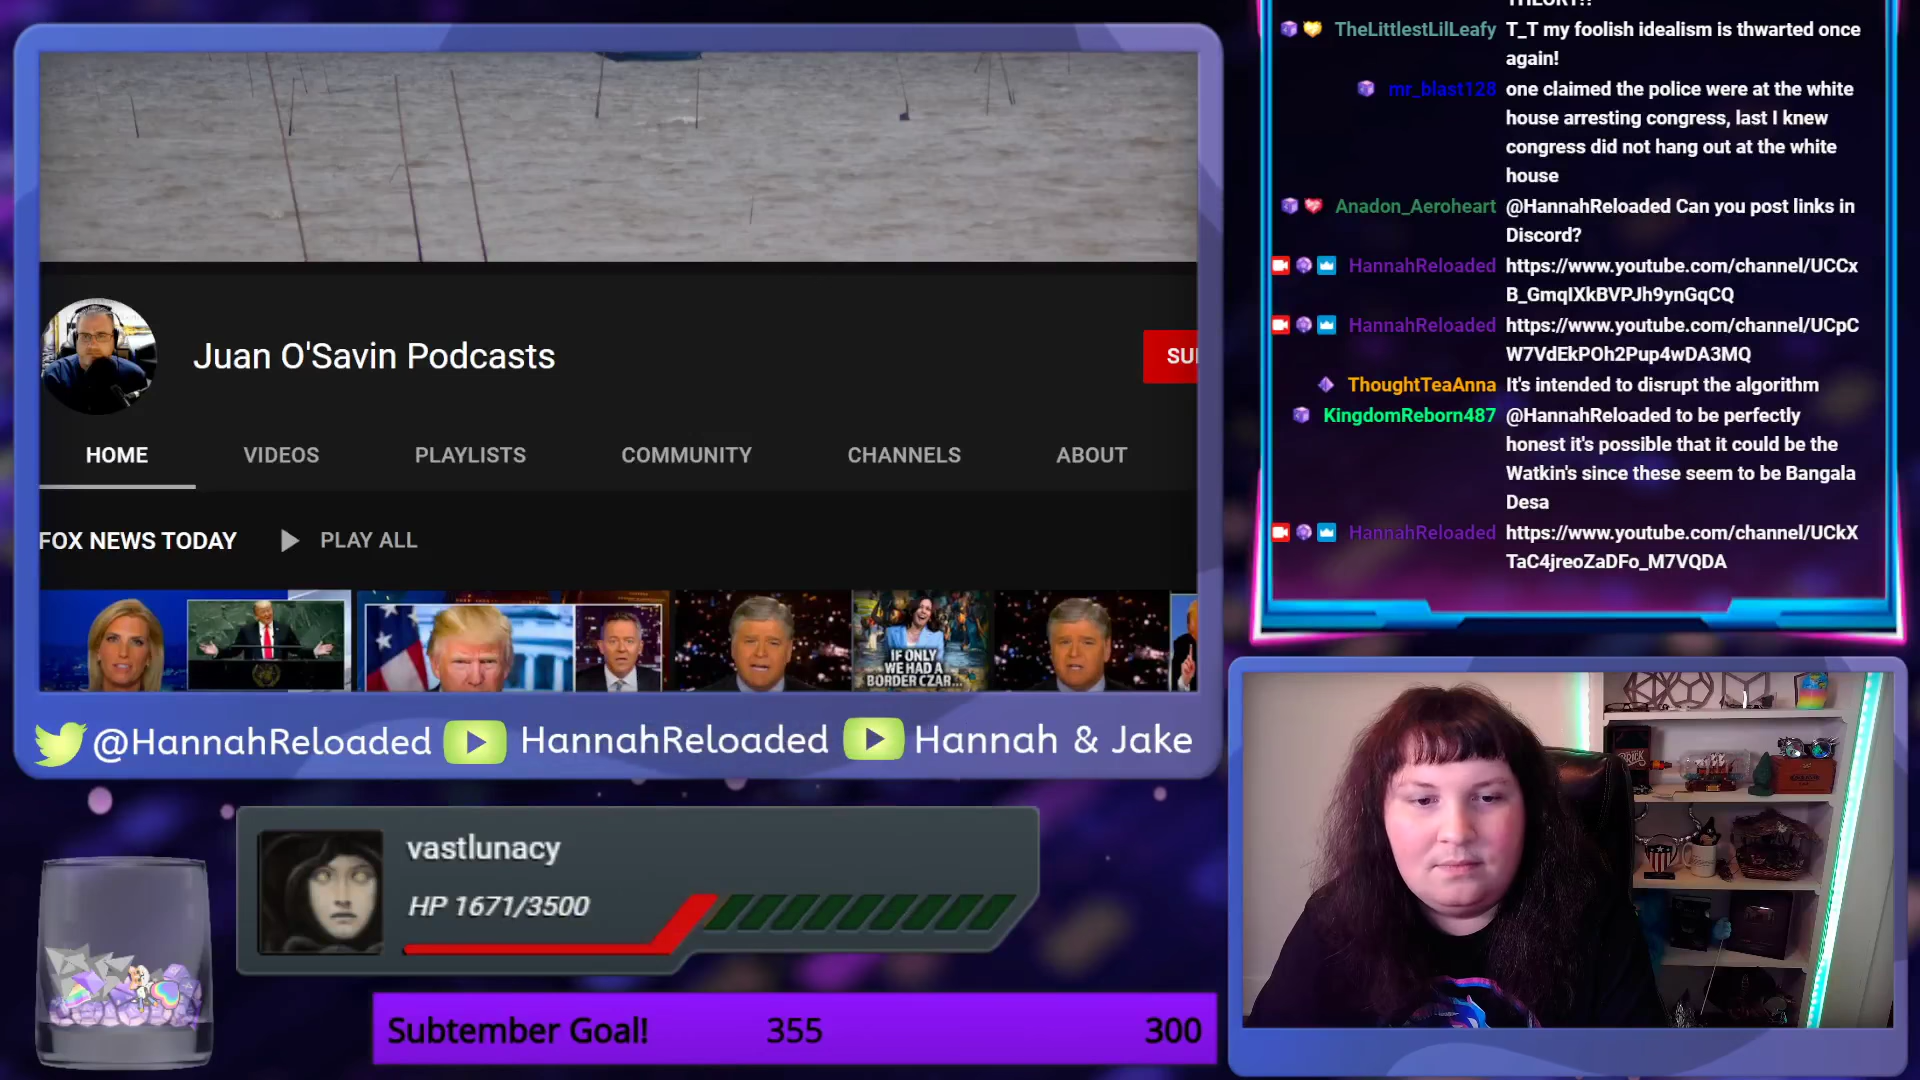 Juan O'Savin Podcasts
HOME VIDEOS PLAYLISTS COMMUNITY CHANNELS ABOUT
FOX NEWS TODAY PLAY ALL
IF ONLY
WE HAD A
BORDER CZAR...
@HannahReloaded HannahReloaded Hannah & Jake
vastlunacy
HP 1671/3500
Subtember Goal! 355 300
TheLittlestLilLeafy T_T my foolish idealism is thwarted once
again!
mr_blast128 one claimed the police were at the white
house arresting congress, last I knew
congress did not hang out at the white
house
Anadon_Aeroheart @HannahReloaded Can you post links in
Discord?
HannahReloaded https://www.youtube.com/channel/UCCx
B_GmqIXkBVPJh9ynGqCQ
HannahReloaded https://www.youtube.com/channel/UCpC
W7VdEkPOh2Pup4wDA3MQ
ThoughtTeaAnna It's intended to disrupt the algorithm
KingdomReborn487 @HannahReloaded to be perfectly
honest it's possible that it could be the
Watkin's since these seem to be Bangala
Desa
HannahReloaded https://www.youtube.com/channel/UCkX
TaC4jreoZaDFo_M7VQDA